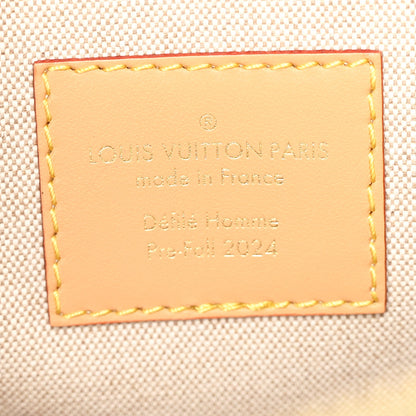 ®
LOUIS VUITTON PARIS
made in France
Défilé Homme
Pre-Fall 2024